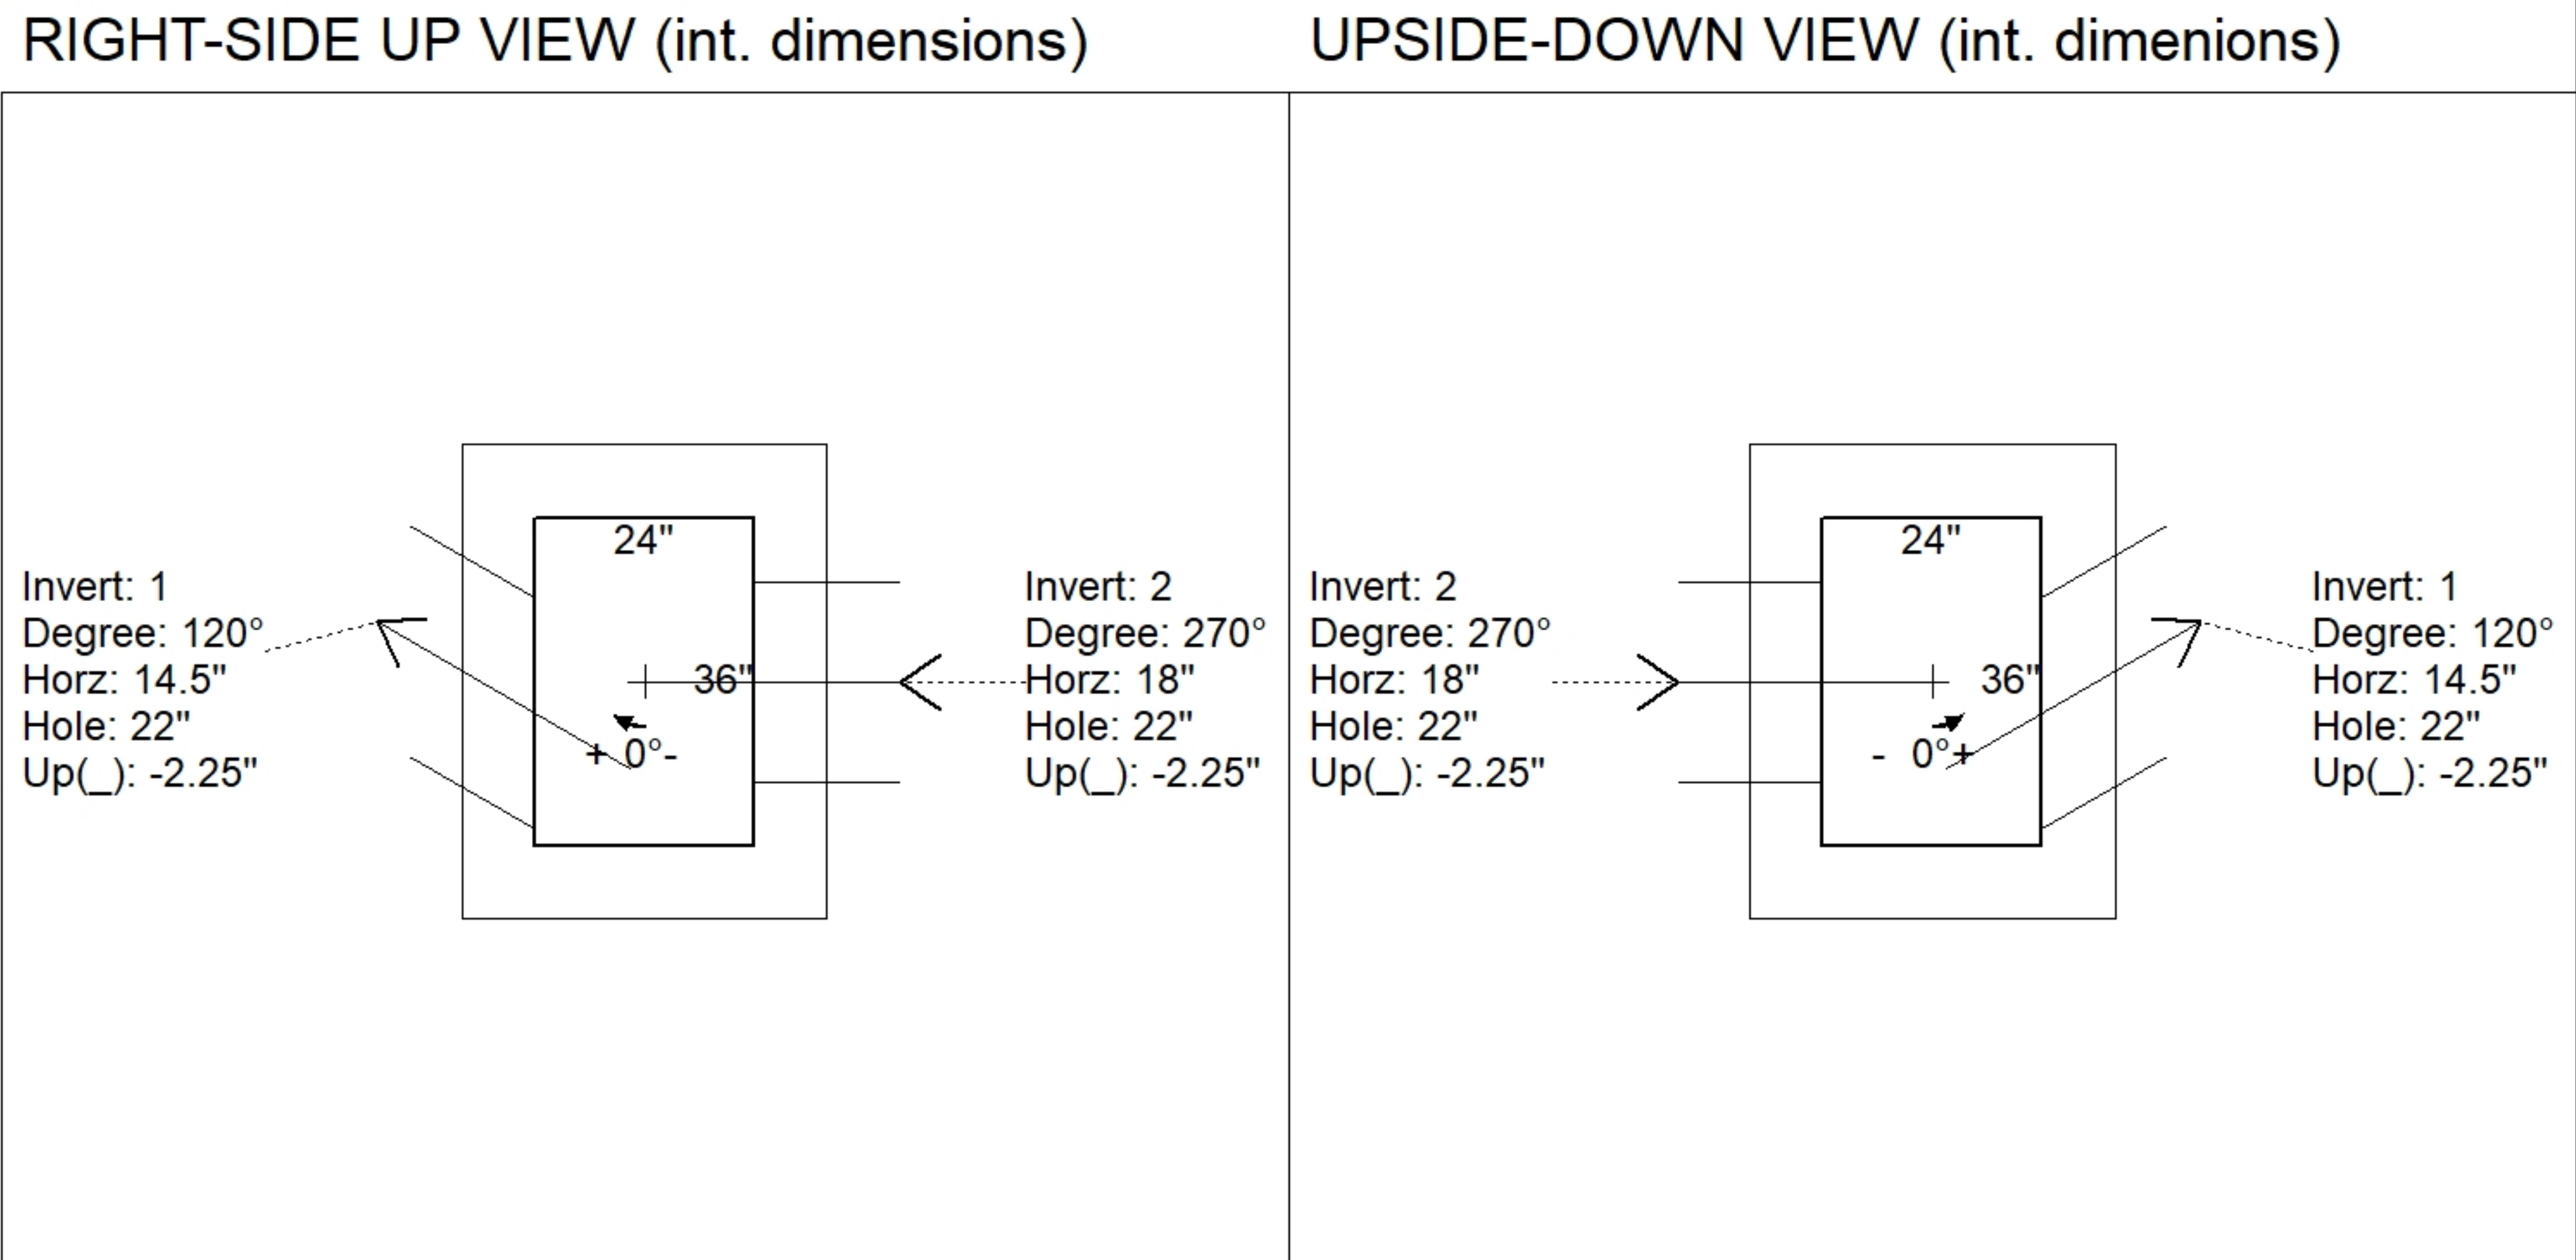 RIGHT-SIDE UP VIEW (int. dimensions)
UPSIDE-DOWN VIEW (int. dimenions)
Invert: 1
Degree: 120°
Horz: 14.5"
Hole: 22"
Up(_): -2.25"
24"
36"
+ 0°-
Invert: 2
Degree: 270°
Horz: 18"
Hole: 22"
Up(_): -2.25"
Invert: 2
Degree: 270°
Horz: 18"
Hole: 22"
Up(_): -2.25"
24"
36"
- 0°+
Invert: 1
Degree: 120°
Horz: 14.5"
Hole: 22"
Up(_): -2.25"